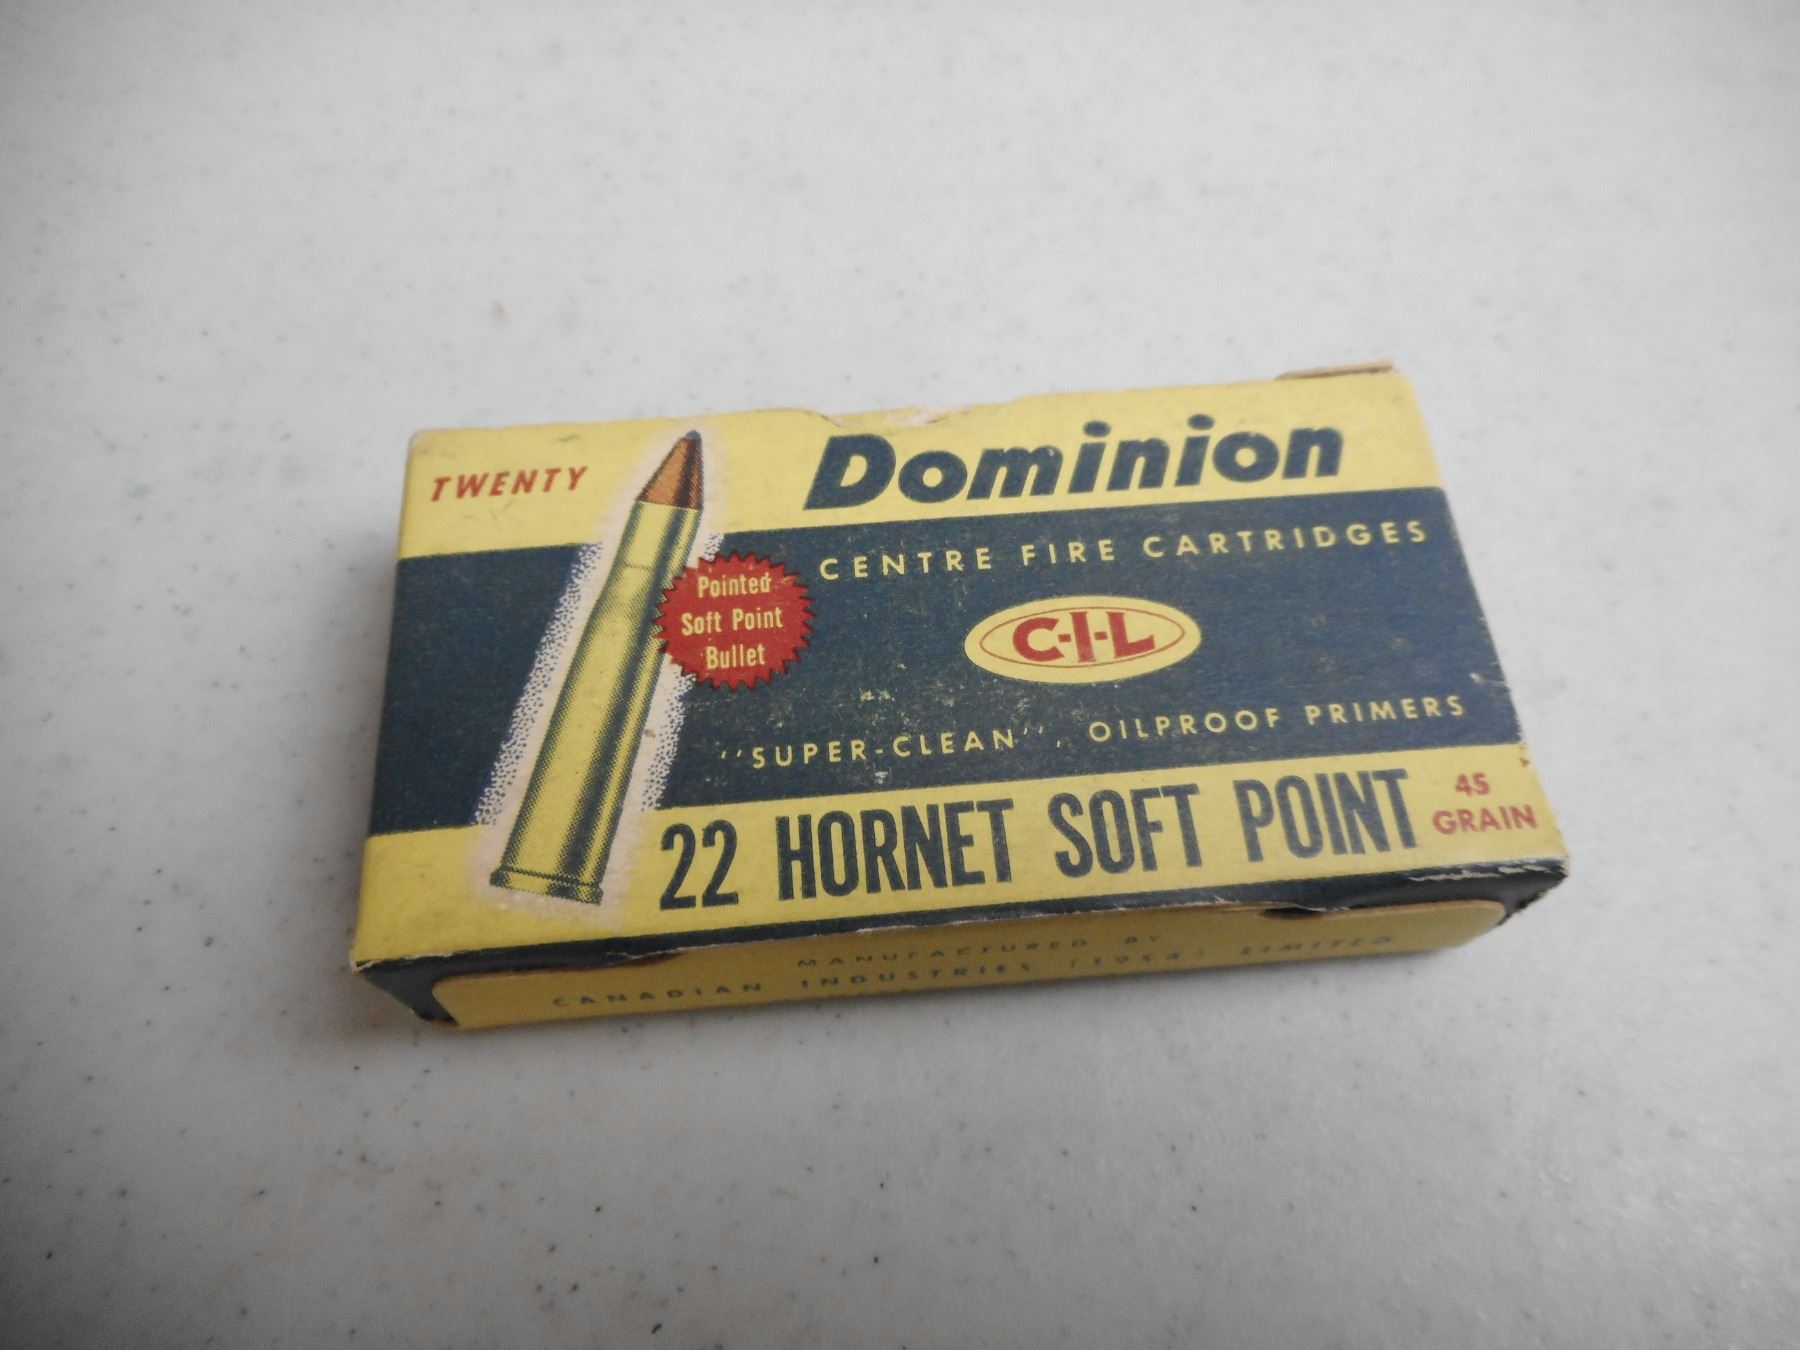 TWENTY
Dominion
CENTRE FIRE CARTRIDGES
Pointed
Soft Point
Bullet
C-I-L
"SUPER-CLEAN", OILPROOF PRIMERS
22 HORNET SOFT POINT
45
GRAIN
MANUFACTURED BY
CANADIAN INDUSTRIES (1954) LIMITED